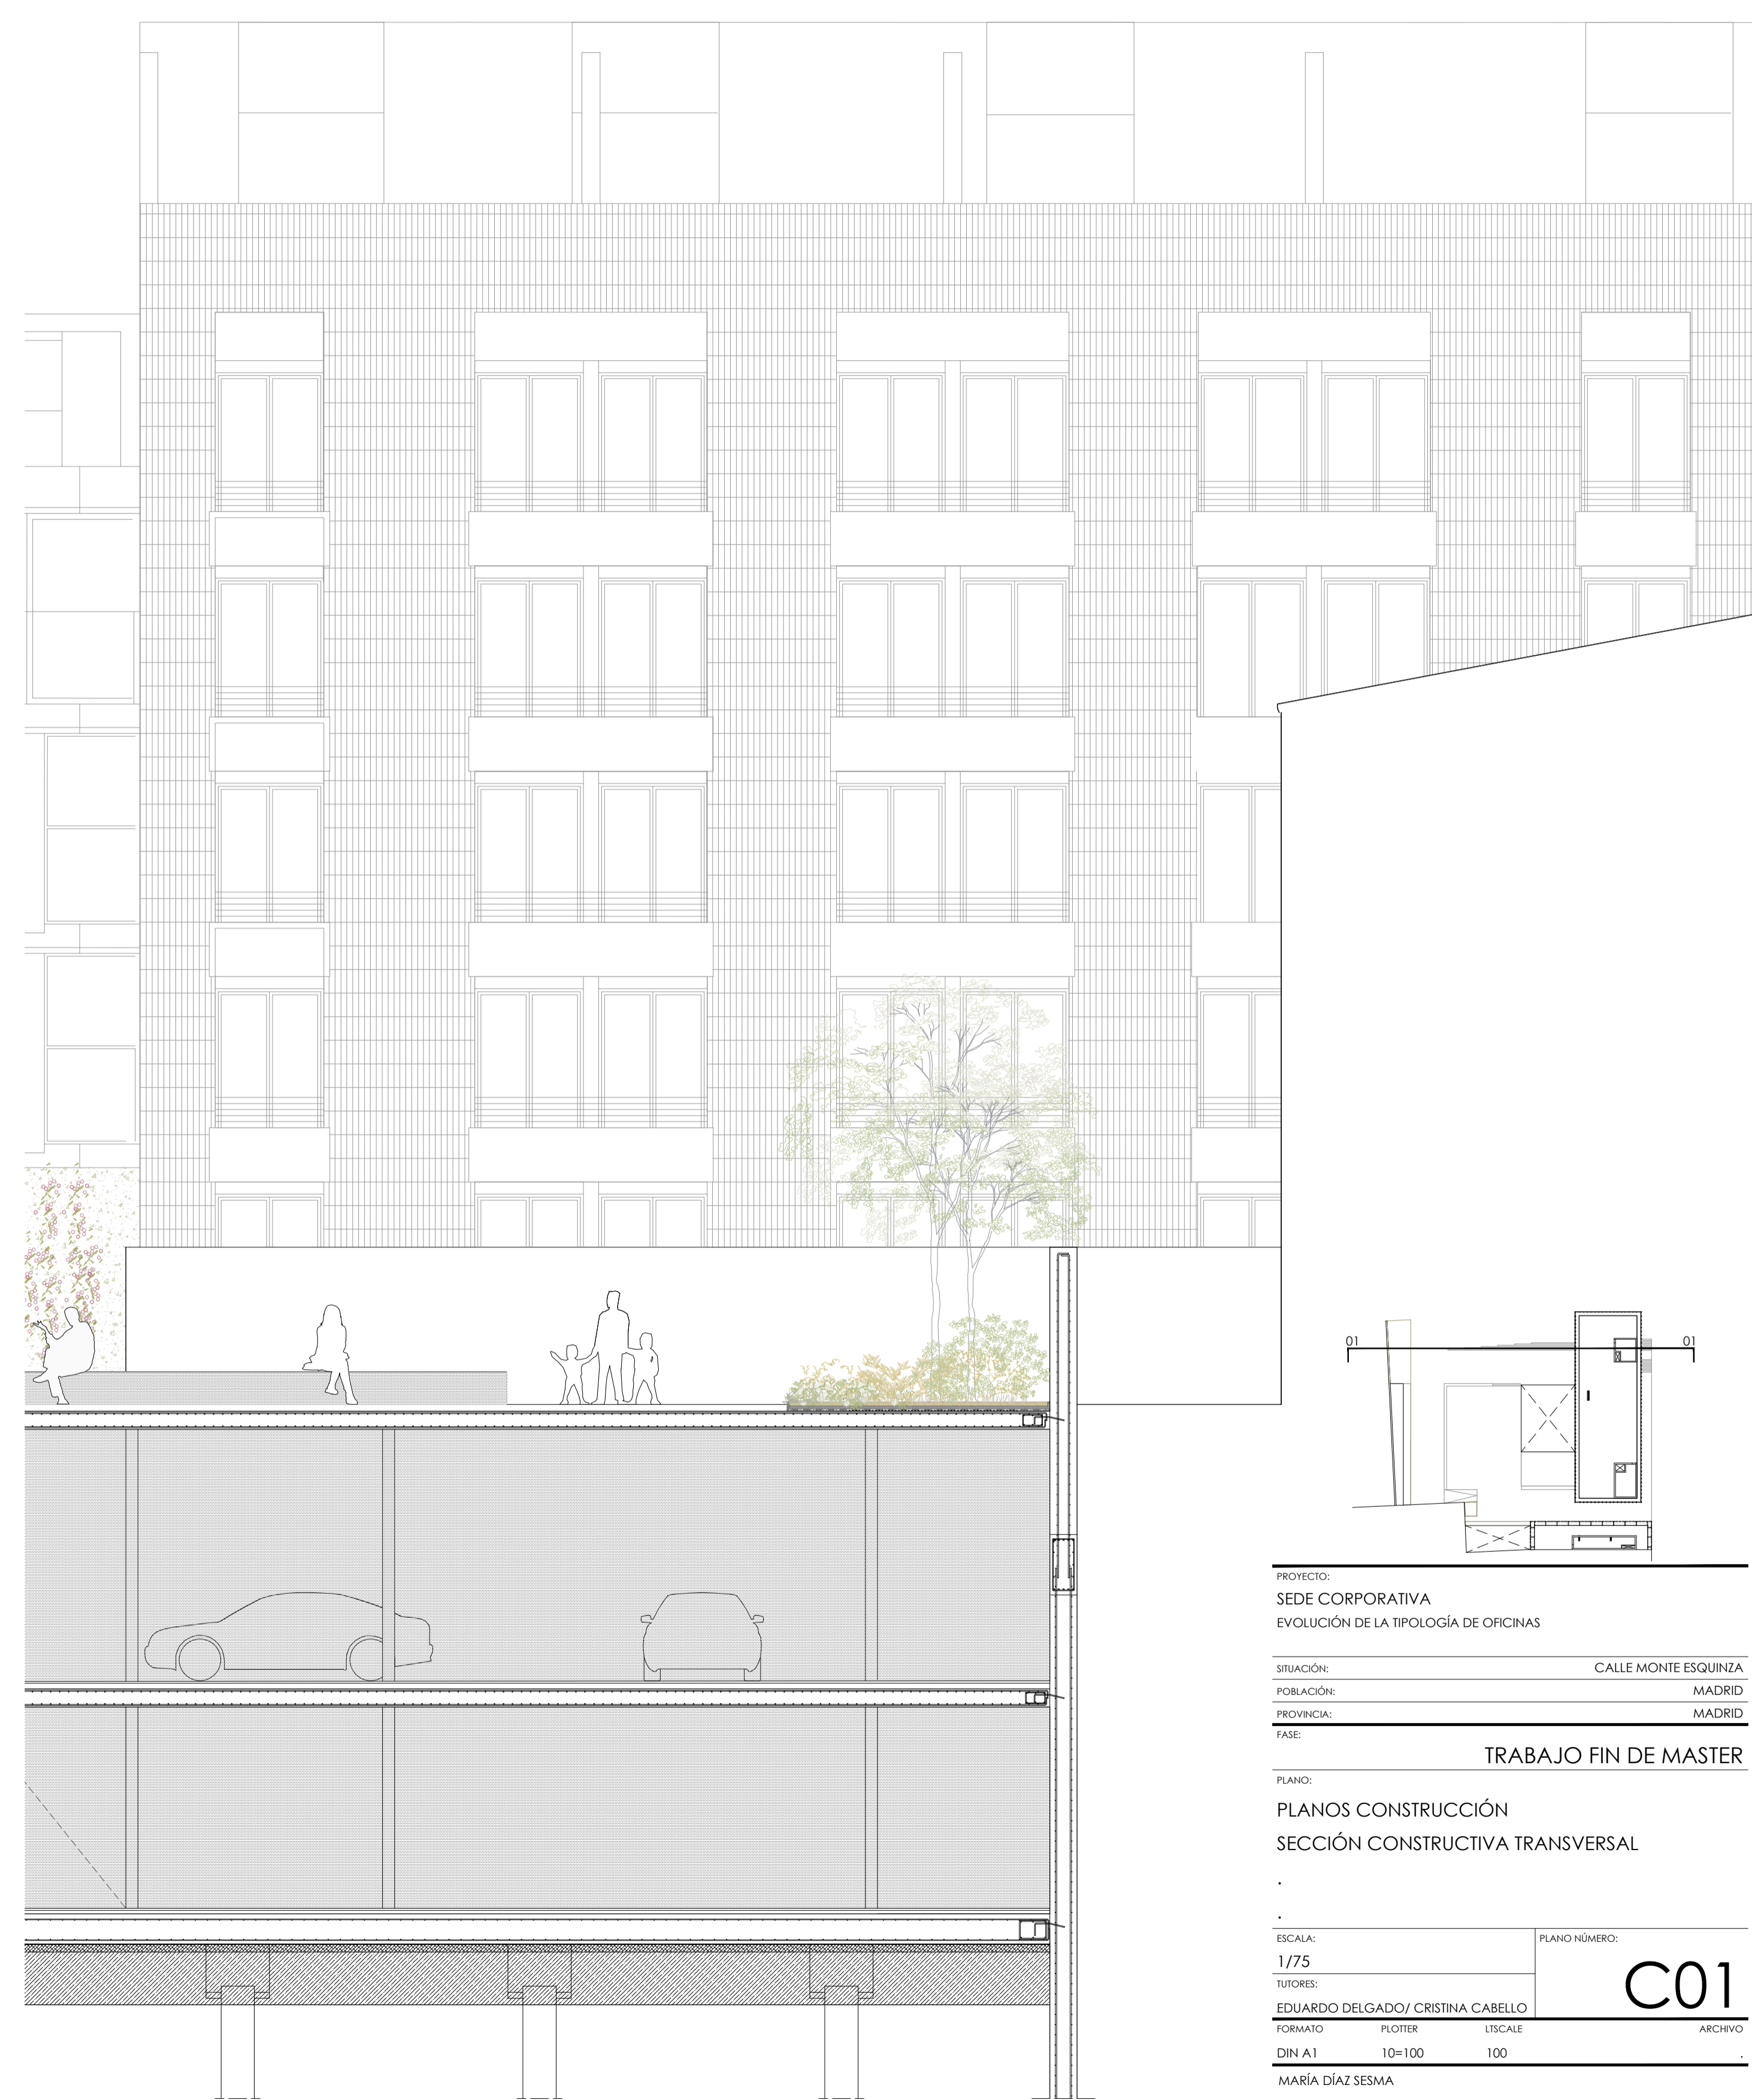 01 01
PROYECTO:
SEDE CORPORATIVA
EVOLUCIÓN DE LA TIPOLOGÍA DE OFICINAS
SITUACIÓN: CALLE MONTE ESQUINZA
POBLACIÓN: MADRID
PROVINCIA: MADRID
FASE:
TRABAJO FIN DE MASTER
PLANO:
PLANOS CONSTRUCCIÓN
SECCIÓN CONSTRUCTIVA TRANSVERSAL
.
.
ESCALA: PLANO NÚMERO:
1/75
C01
TUTORES:
EDUARDO DELGADO/ CRISTINA CABELLO
FORMATO PLOTTER LTSCALE ARCHIVO
DIN A1 10=100 100 .
MARÍA DÍAZ SESMA